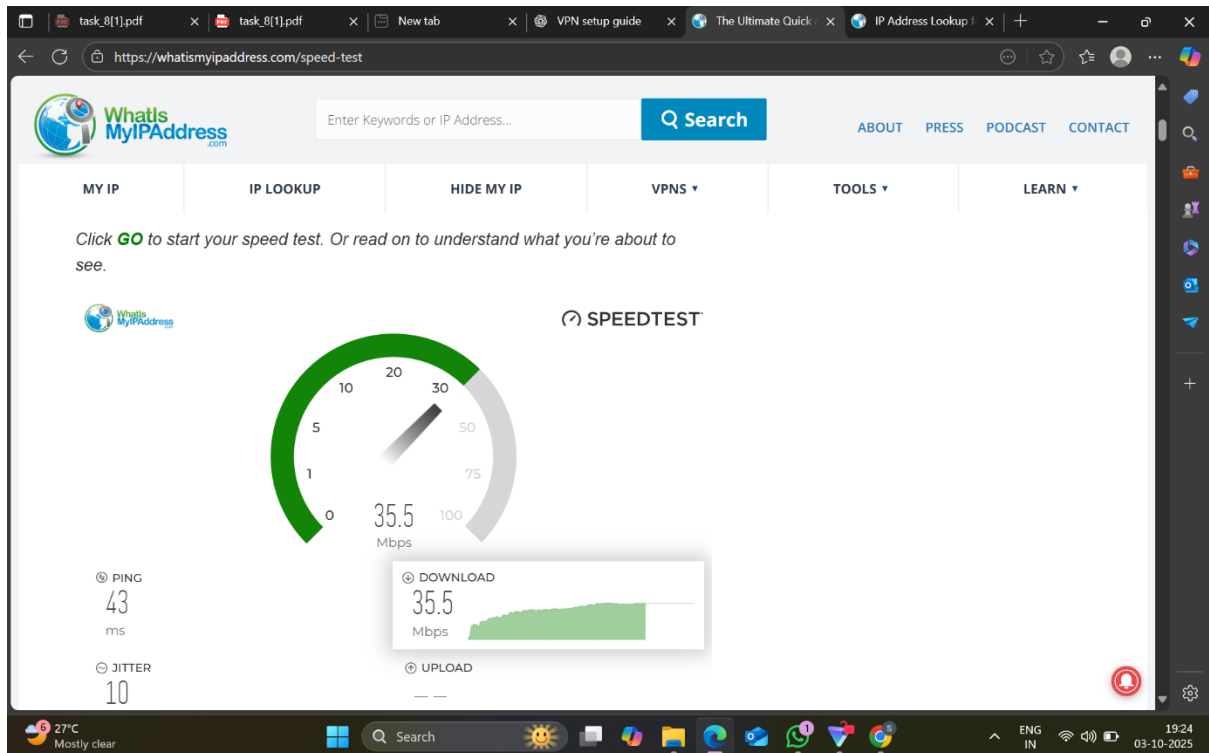 task_8[1].pdf
task_8[1].pdf
New tab
VPN setup guide
The Ultimate Quick
IP Address Lookup
https://whatismyipaddress.com/speed-test
WhatIs
MyIPAddress
.com
Enter Keywords or IP Address...
Search
ABOUT PRESS PODCAST CONTACT
MY IP IP LOOKUP HIDE MY IP VPNS TOOLS LEARN
Click GO to start your speed test. Or read on to understand what you're about to
see.
WhatIs
MyIPAddress
SPEEDTEST
0
1
5
10
20
30
50
75
100
35.5
Mbps
PING
43
ms
DOWNLOAD
35.5
Mbps
JITTER
10
UPLOAD
— —
6
27°C
Mostly clear
Search
1
S
ENG
IN
19:24
03-10-2025